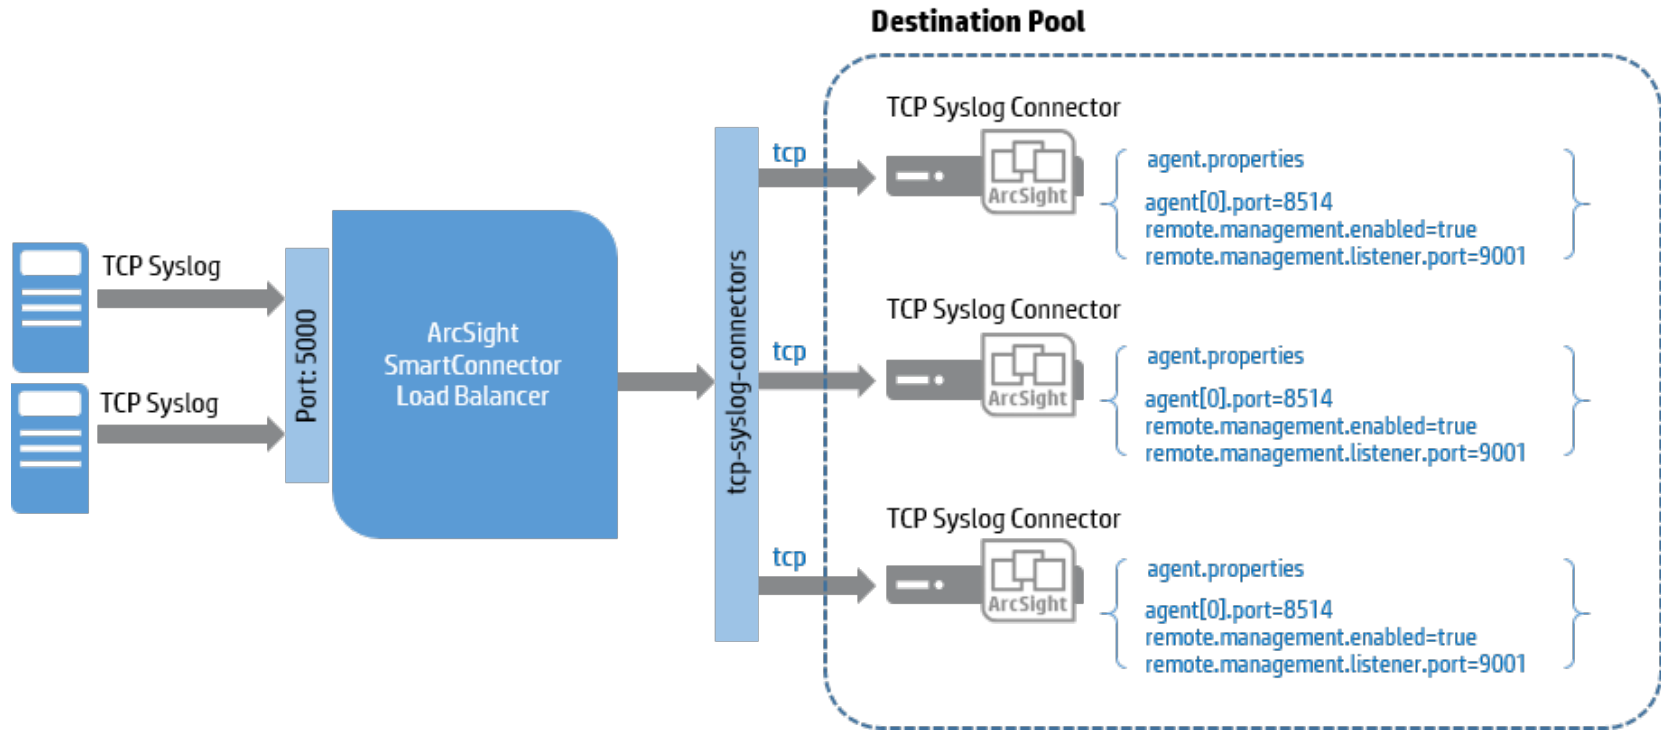 Destination Pool
TCP Syslog
TCP Syslog
Port: 5000
ArcSight
SmartConnector
Load Balancer
tcp-syslog-connectors
tcp
TCP Syslog Connector
ArcSight
agent.properties
agent[0].port=8514
remote.management.enabled=true
remote.management.listener.port=9001
tcp
TCP Syslog Connector
ArcSight
agent.properties
agent[0].port=8514
remote.management.enabled=true
remote.management.listener.port=9001
tcp
TCP Syslog Connector
ArcSight
agent.properties
agent[0].port=8514
remote.management.enabled=true
remote.management.listener.port=9001